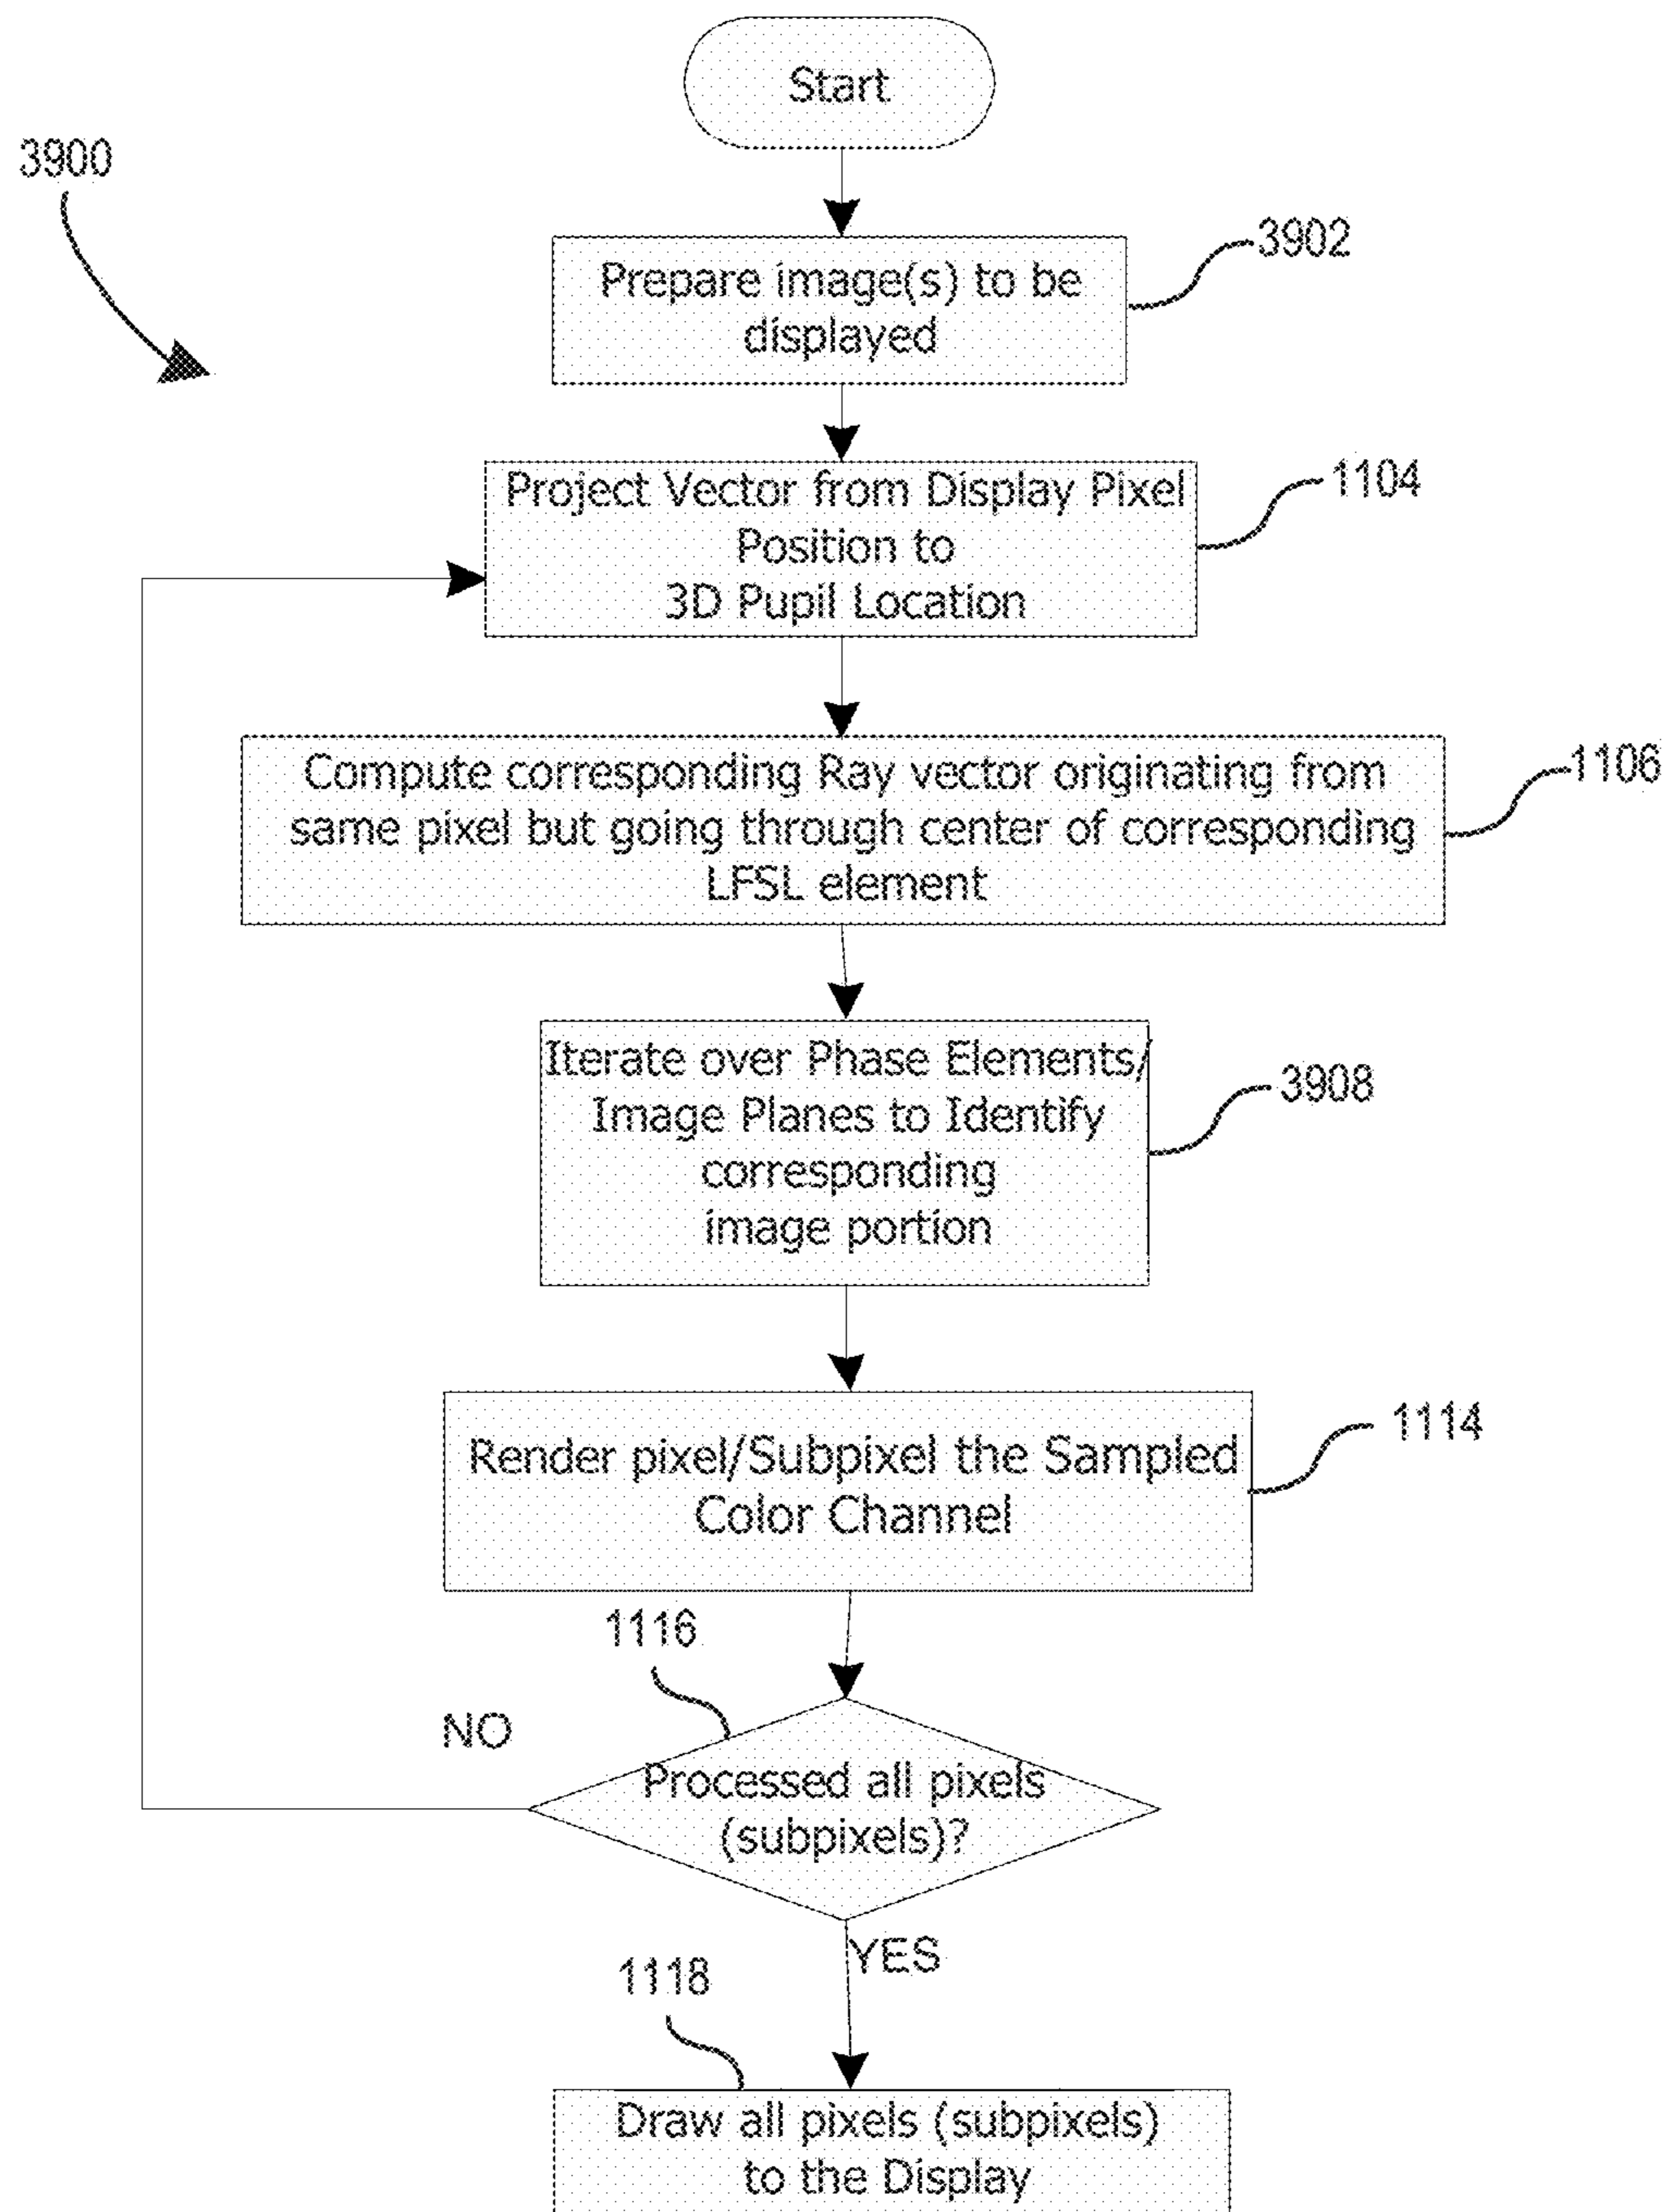 Start
3900
3902
Prepare image(s) to be
displayed
1104
Project Vector from Display Pixel
Position to
3D Pupil Location
1106
Compute corresponding Ray vector originating from
same pixel but going through center of corresponding
LFSL element
3908
Iterate over Phase Elements/
Image Planes to Identify
corresponding
image portion
1114
Render pixel/Subpixel the Sampled
Color Channel
1116
NO
Processed all pixels
(subpixels)?
YES
1118
Draw all pixels (subpixels)
to the Display